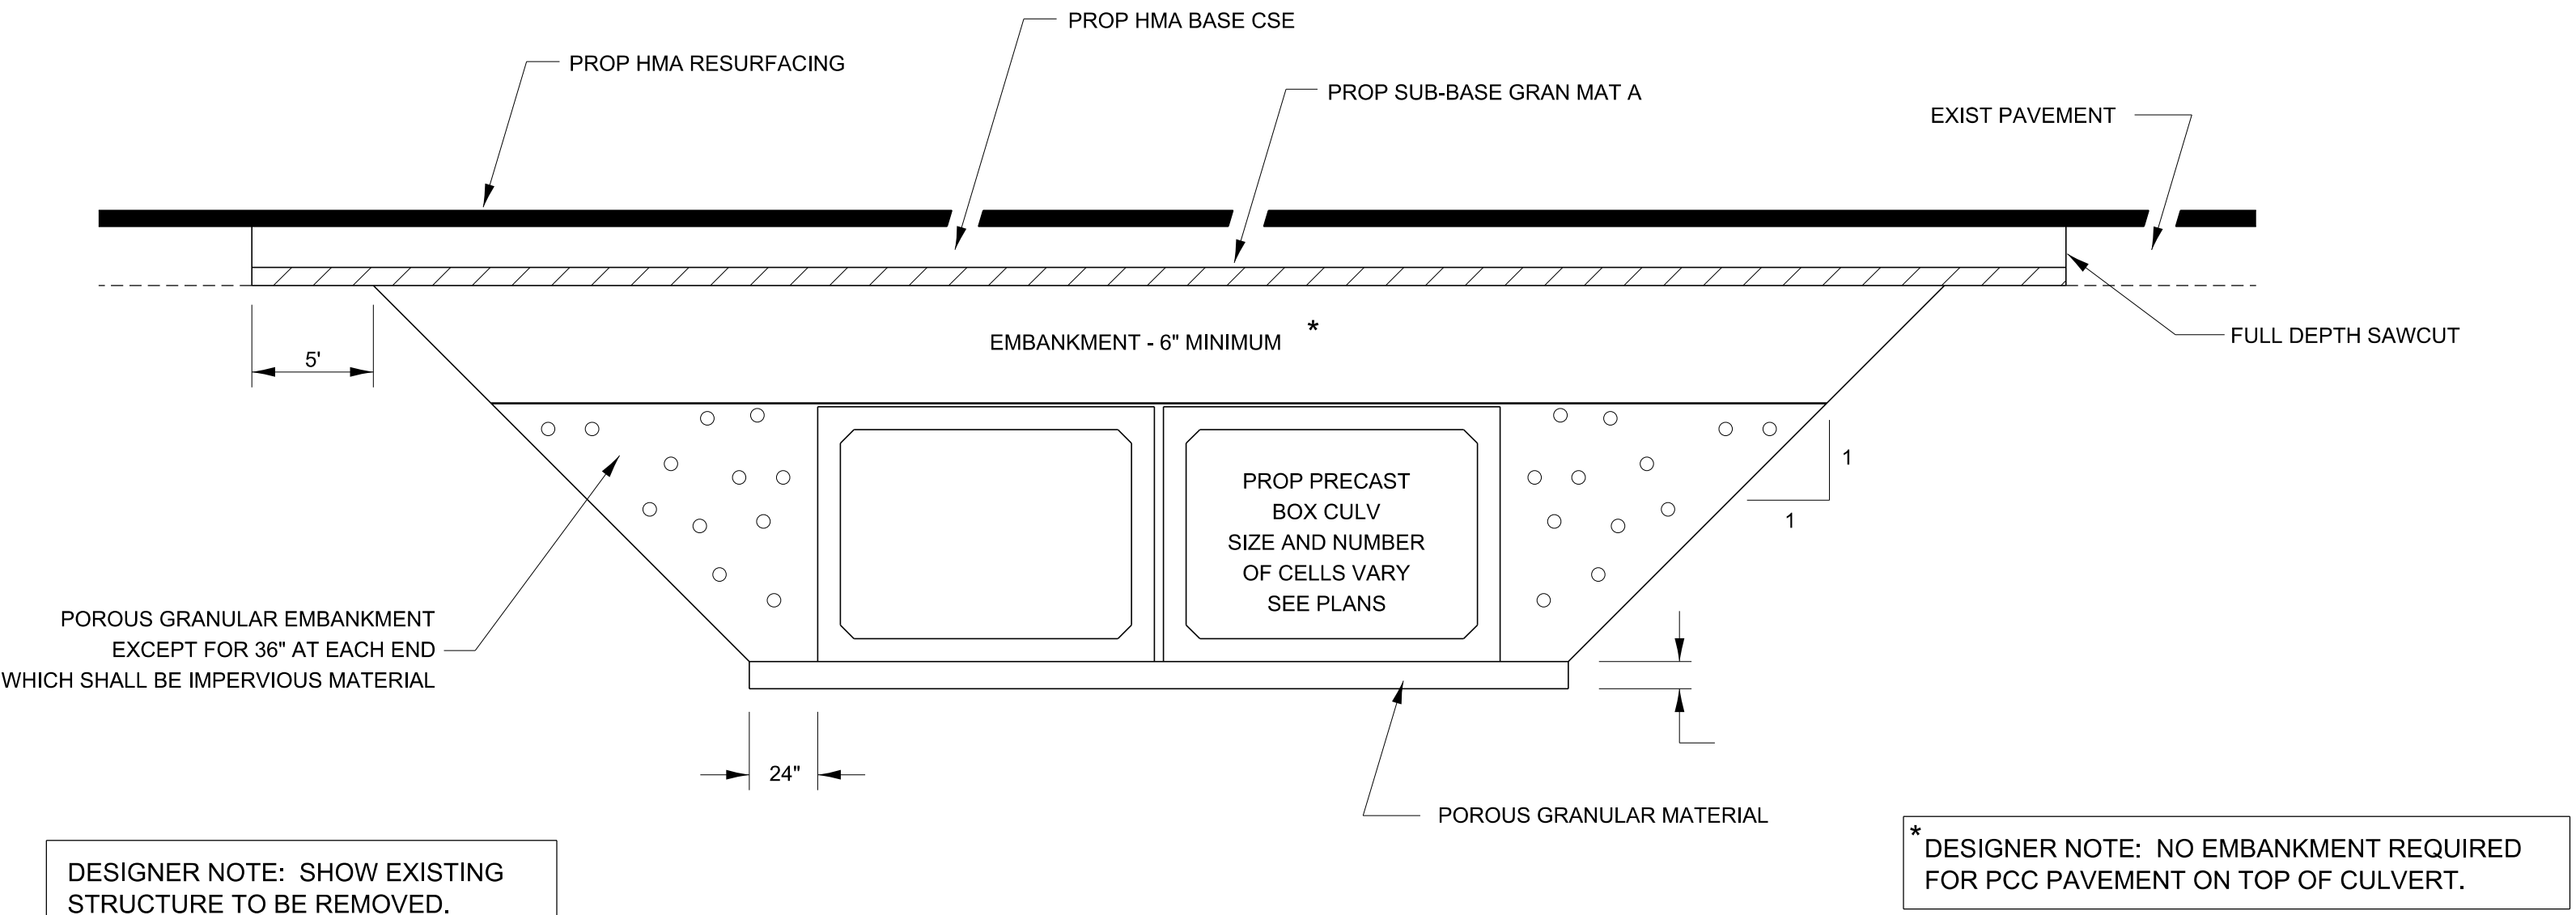 PROP HMA BASE CSE
PROP HMA RESURFACING
PROP SUB-BASE GRAN MAT A
EXIST PAVEMENT
FULL DEPTH SAWCUT
EMBANKMENT - 6" MINIMUM *
5'
1
1
PROP PRECAST
BOX CULV
SIZE AND NUMBER
OF CELLS VARY
SEE PLANS
POROUS GRANULAR EMBANKMENT
EXCEPT FOR 36" AT EACH END
WHICH SHALL BE IMPERVIOUS MATERIAL
24"
POROUS GRANULAR MATERIAL
DESIGNER NOTE: SHOW EXISTING
STRUCTURE TO BE REMOVED.
* DESIGNER NOTE: NO EMBANKMENT REQUIRED
FOR PCC PAVEMENT ON TOP OF CULVERT.